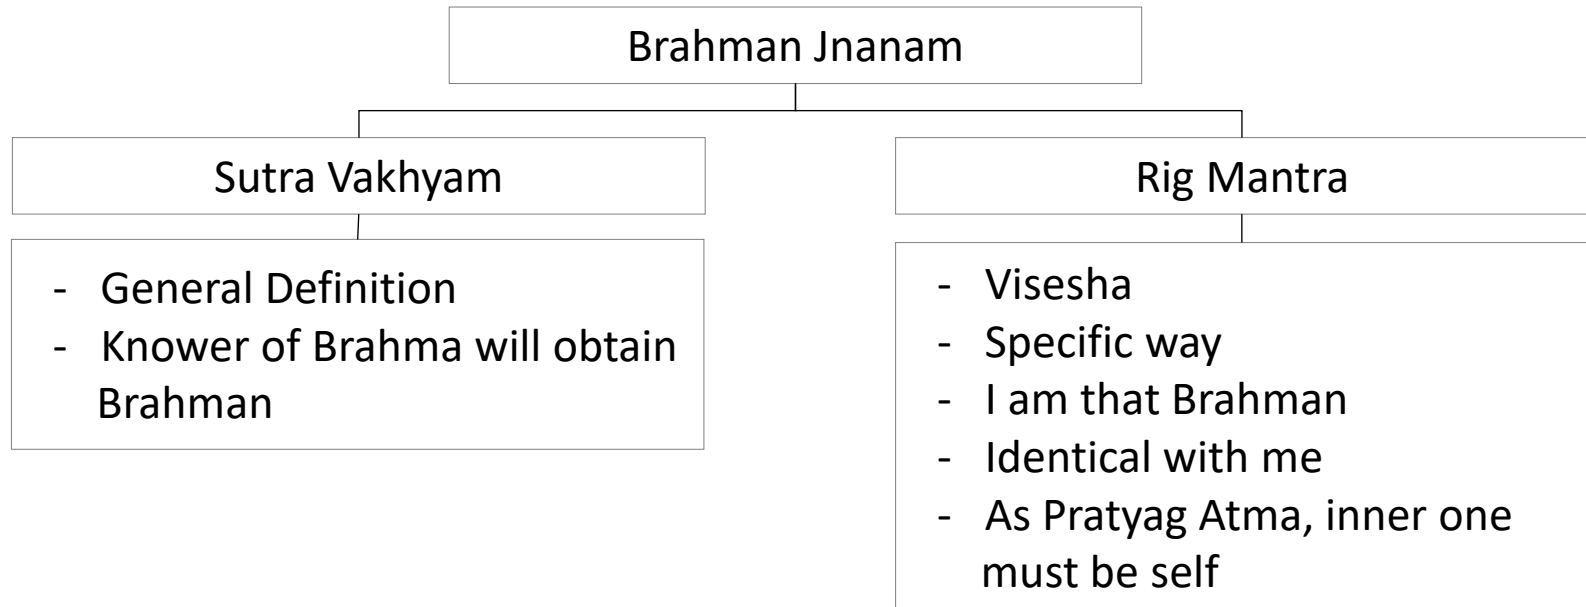 Brahman Jnanam
Sutra Vakhyam
- General Definition
- Knower of Brahma will obtain
Brahman
Rig Mantra
- Visesha
- Specific way
- I am that Brahman
- Identical with me
- As Pratyag Atma, inner one
must be self